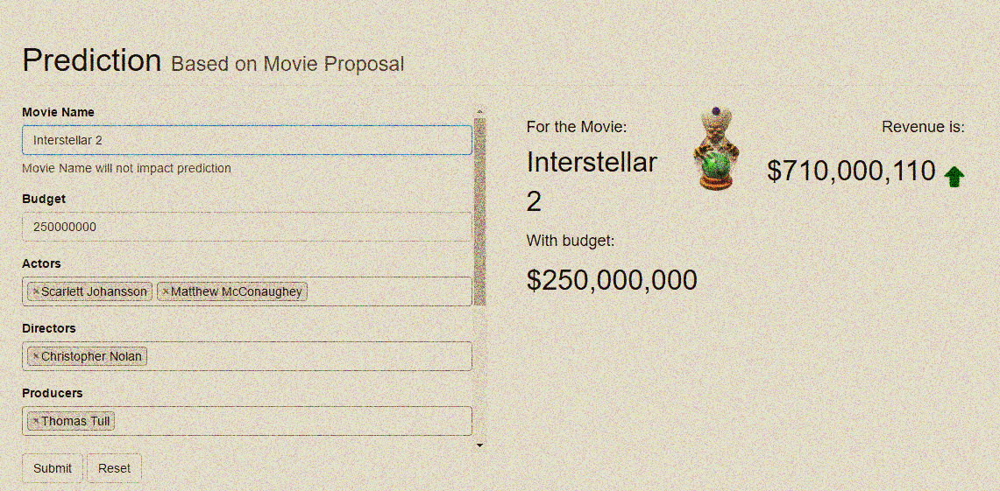 Prediction Based on Movie Proposal
Movie Name
Interstellar 2
Movie Name will not impact prediction
Budget
250000000
Actors
×Scarlett Johansson ×Matthew McConaughey
Directors
×Christopher Nolan
Producers
×Thomas Tull
Submit Reset
For the Movie:
Interstellar
2
With budget:
$250,000,000
Revenue is:
$710,000,110